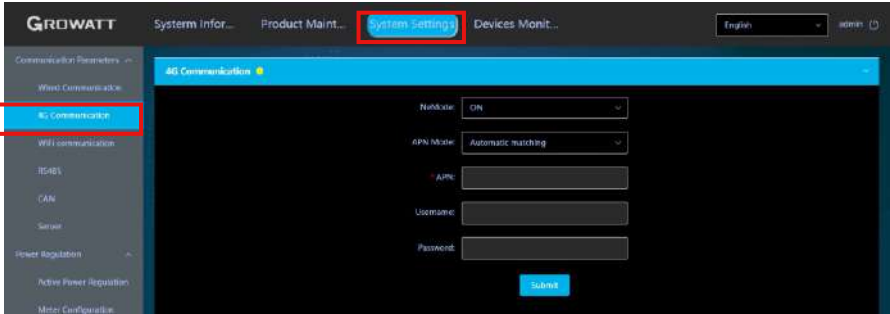 GROWATT
Systerm Infor...
Product Maint...
System Settings
Devices Monit...
English
admin
Communication Parameters
Wired Communication
4G Communication
WiFi communication
RS485
CAN
Server
Power Regulation
Active Power Regulation
Meter Configuration
4G Communication
NetMode: ON
APN Mode: Automatic matching
* APN:
Username:
Password:
Submit